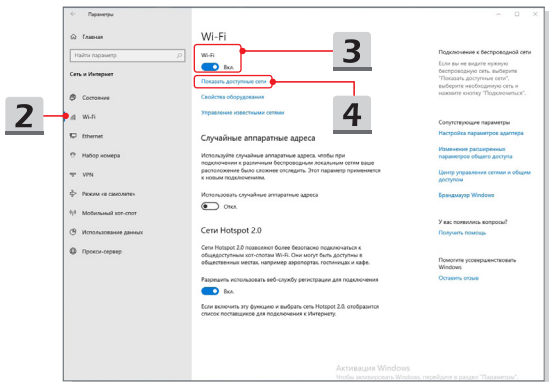 Параметры
Главная
Найти параметр
Сеть и Интернет
Состояние
Wi-Fi
Ethernet
Набор номера
VPN
Режим «в самолете»
Мобильный хот-спот
Использование данных
Прокси-сервер
2
Wi-Fi
Wi-Fi
Вкл.
3
Показать доступные сети
4
Свойства оборудования
Управление известными сетями
Случайные аппаратные адреса
Используйте случайные аппаратные адреса, чтобы при
подключении к различным беспроводным локальным сетям ваше
расположение было сложнее отследить. Этот параметр применяется
к новым подключениям.
Использовать случайные аппаратные адреса
Откл.
Сети Hotspot 2.0
Сети Hotspot 2.0 позволяют более безопасно подключаться к
общедоступным хот-спотам Wi-Fi. Они могут быть доступны в
общественных местах, например аэропортах, гостиницах и кафе.
Разрешить использовать веб-службу регистрации для подключения
Вкл.
Если включить эту функцию и выбрать сеть Hotspot 2.0, отобразится
список поставщиков для подключения к Интернету.
Подключение к беспроводной сети
Если вы не видите нужную
беспроводную сеть, выберите
"Показать доступные сети",
выберите необходимую сеть и
нажмите кнопку "Подключиться".
Сопутствующие параметры
Настройка параметров адаптера
Изменение расширенных
параметров общего доступа
Центр управления сетями и общим
доступом
Брандмауэр Windows
У вас появились вопросы?
Получить помощь
Помогите усовершенствовать
Windows
Оставить отзыв
Активация Windows
Чтобы активировать Windows, перейдите в раздел "Параметры".